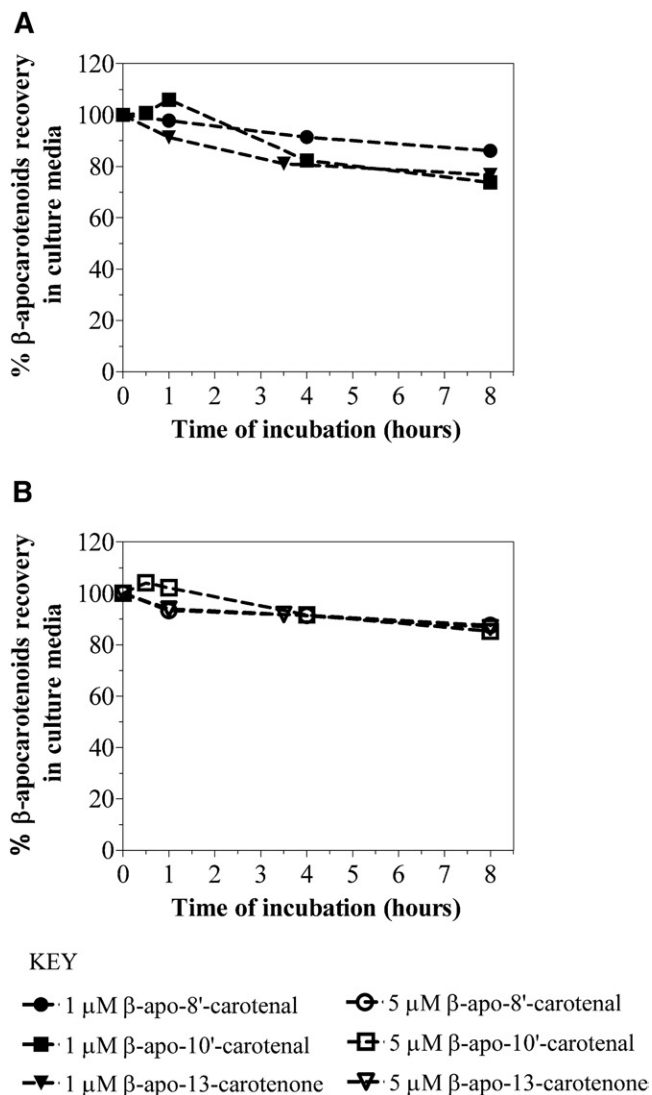 A
% β-apocarotenoids recovery
in culture media
120
100
80
60
40
20
0
0 1 2 3 4 5 6 7 8
Time of incubation (hours)
B
% β-apocarotenoids recovery
in culture media
120
100
80
60
40
20
0
0 1 2 3 4 5 6 7 8
Time of incubation (hours)
KEY
1 μM β-apo-8'-carotenal 5 μM β-apo-8'-carotenal
1 μM β-apo-10'-carotenal 5 μM β-apo-10'-carotenal
1 μM β-apo-13-carotenone 5 μM β-apo-13-carotenone